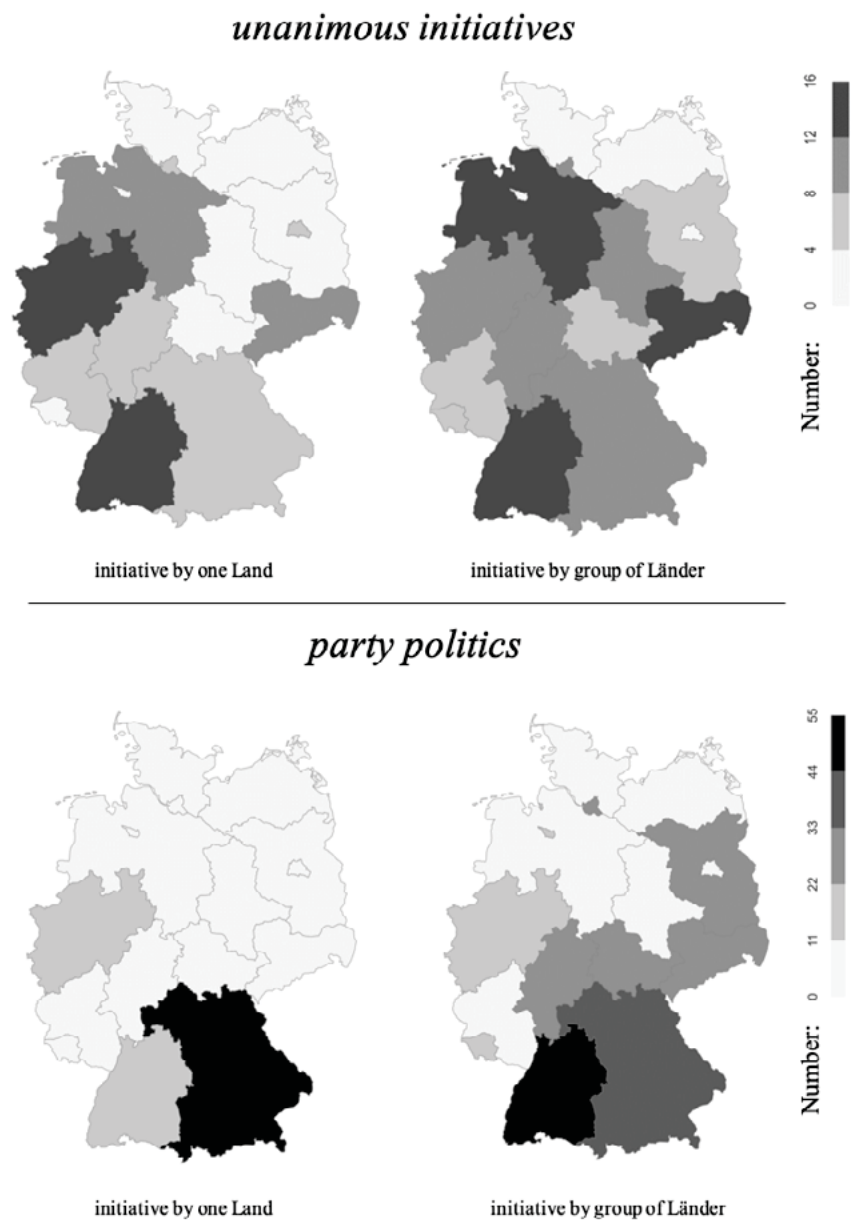 unanimous initiatives
16
12
8
4
0
Number:
initiative by one Land
initiative by group of Länder
party politics
55
44
33
22
11
0
Number:
initiative by one Land
initiative by group of Länder